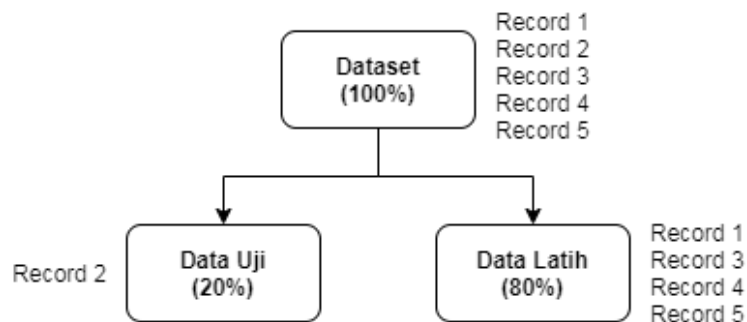 Record 1
Record 2
Record 3
Record 4
Record 5
Dataset
(100%)
Record 2
Data Uji
(20%)
Data Latih
(80%)
Record 1
Record 3
Record 4
Record 5